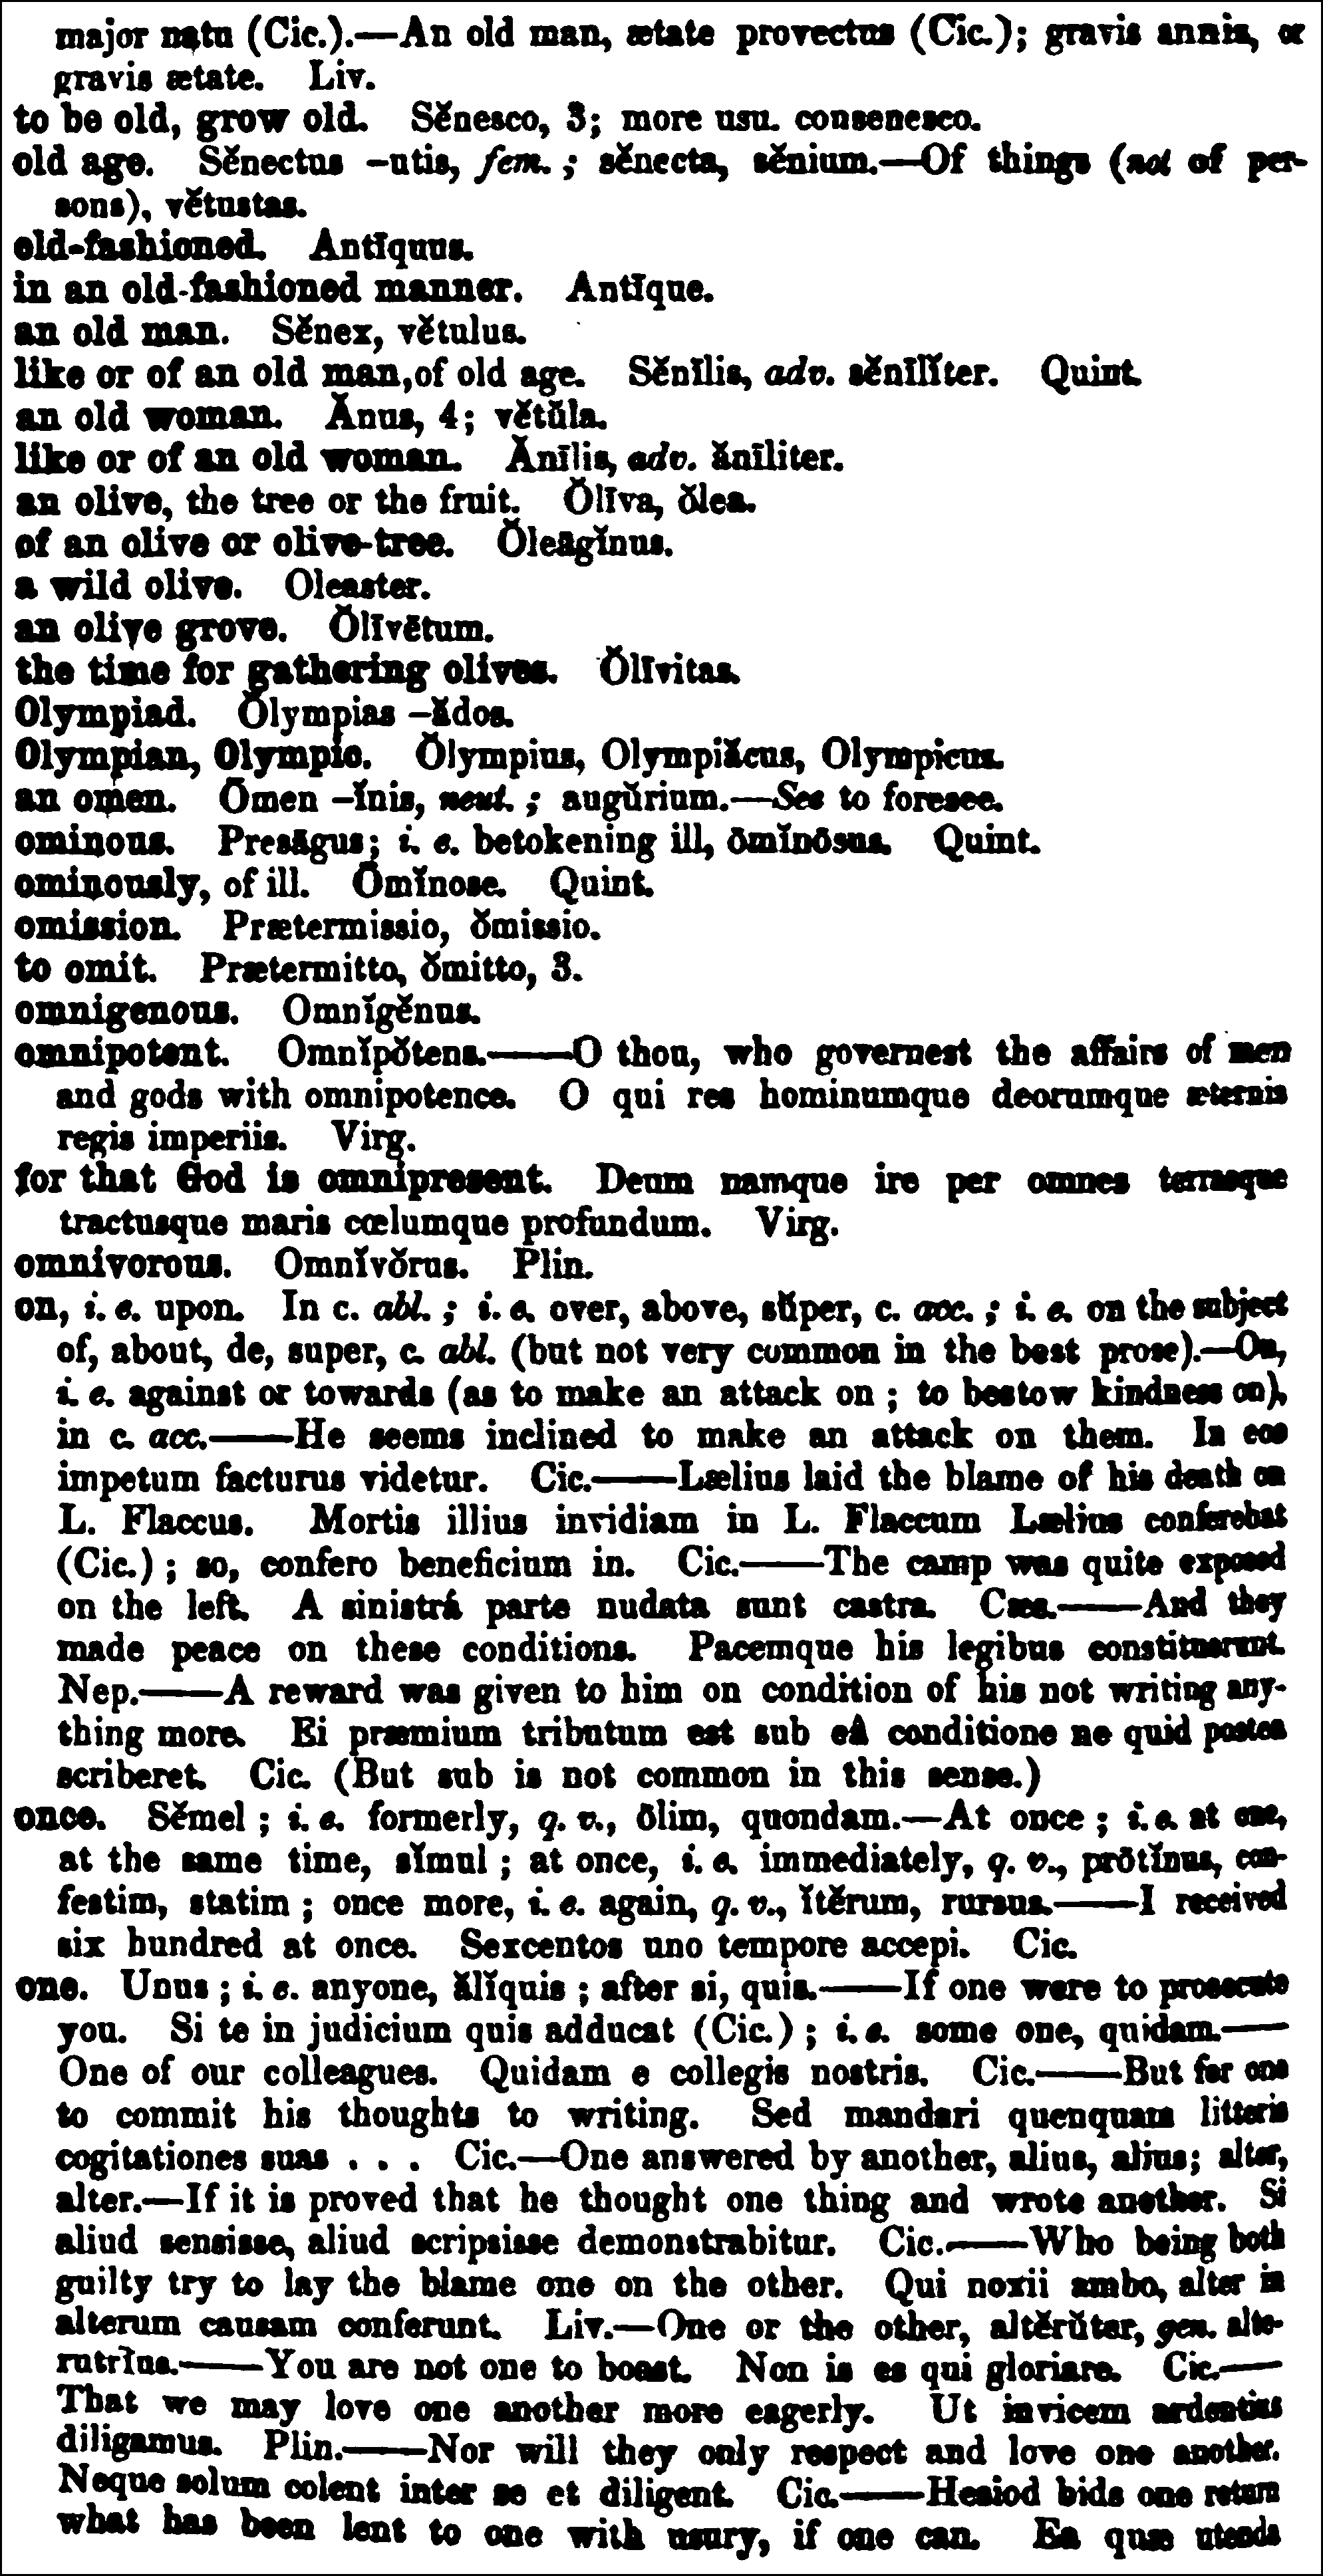 major natu (Cic.).—An old man, ætate provectus (Cic.); gravis annis, or
gravis ætate. Liv.
to be old, grow old. Sĕnesco, 3; more usu. consenesco.
old age. Sĕnectus -utis, fem.; sĕnecta, sĕnium.—Of things (not of per-
sons), vĕtustas.
old-fashioned. Antīquus.
in an old-fashioned manner. Antīque.
an old man. Sĕnex, vĕtulus.
like or of an old man, of old age. Sĕnīlis, adv. sĕnīlĭter. Quint.
an old woman. Ănus, 4; vĕtŭla.
like or of an old woman. Ănīlis, adv. ănīliter.
an olive, the tree or the fruit. Ŏlīva, ŏlea.
of an olive or olive-tree. Ŏleāgĭnus.
a wild olive. Oleaster.
an olive grove. Ŏlīvētum.
the time for gathering olives. Ŏlīvitas.
Olympiad. Ŏlympias -ădos.
Olympian, Olympic. Ŏlympius, Olympiăcus, Olympicus.
an omen. Ōmen -ĭnis, neut.; augŭrium.—See to foresee.
ominous. Presāgus; i. e. betokening ill, ōmĭnōsus. Quint.
ominously, of ill. Ōmĭnose. Quint.
omission. Prætermissio, ŏmissio.
to omit. Prætermitto, ŏmitto, 3.
omnigenous. Omnĭgĕnus.
omnipotent. Omnĭpŏtens.——O thou, who governest the affairs of men
and gods with omnipotence. O qui res hominumque deorumque æternis
regis imperiis. Virg.
for that God is omnipresent. Deum namque ire per omnes terrasque
tractusque maris cœlumque profundum. Virg.
omnivorous. Omnĭvŏrus. Plin.
on, i. e. upon. In c. abl.; i. e. over, above, sŭper, c. acc.; i. e. on the subject
of, about, de, super, c. abl. (but not very common in the best prose).—On,
i. e. against or towards (as to make an attack on; to bestow kindness on),
in c. acc.——He seems inclined to make an attack on them. In eos
impetum facturus videtur. Cic.——Lælius laid the blame of his death on
L. Flaccus. Mortis illius invidiam in L. Flaccum Lælius conferebat
(Cic.); so, confero beneficium in. Cic.——The camp was quite exposed
on the left. A sinistrá parte nudata sunt castra. Cæs.——And they
made peace on these conditions. Pacemque his legibus constituerunt.
Nep.——A reward was given to him on condition of his not writing any-
thing more. Ei præmium tributum est sub eâ conditione ne quid postea
scriberet. Cic. (But sub is not common in this sense.)
once. Sĕmel; i. e. formerly, q. v., ōlim, quondam.—At once; i. e. at one,
at the same time, sĭmul; at once, i. e. immediately, q. v., prōtĭnus, con-
festim, statim; once more, i. e. again, q. v., ĭtĕrum, rursus.——I received
six hundred at once. Sexcentos uno tempore accepi. Cic.
one. Unus; i. e. anyone, ălĭquis; after si, quis.——If one were to prosecute
you. Si te in judicium quis adducat (Cic.); i. e. some one, quidam.——
One of our colleagues. Quidam e collegis nostris. Cic.——But for one
to commit his thoughts to writing. Sed mandari quenquam litteris
cogitationes suas . . . Cic.—One answered by another, alius, alius; alter,
alter.—If it is proved that he thought one thing and wrote another. Si
aliud sensisse, aliud scripsisse demonstrabitur. Cic.——Who being both
guilty try to lay the blame one on the other. Qui noxii ambo, alter in
alterum causam conferunt. Liv.—One or the other, altĕrŭter, gen. alte-
rutrĭus.——You are not one to boast. Non is es qui gloriare. Cic.——
That we may love one another more eagerly. Ut invicem ardentius
diligamus. Plin.——Nor will they only respect and love one another.
Neque solum colent inter se et diligent. Cic.——Hesiod bids one return
what has been lent to one with usury, if one can. Ea quæ utenda